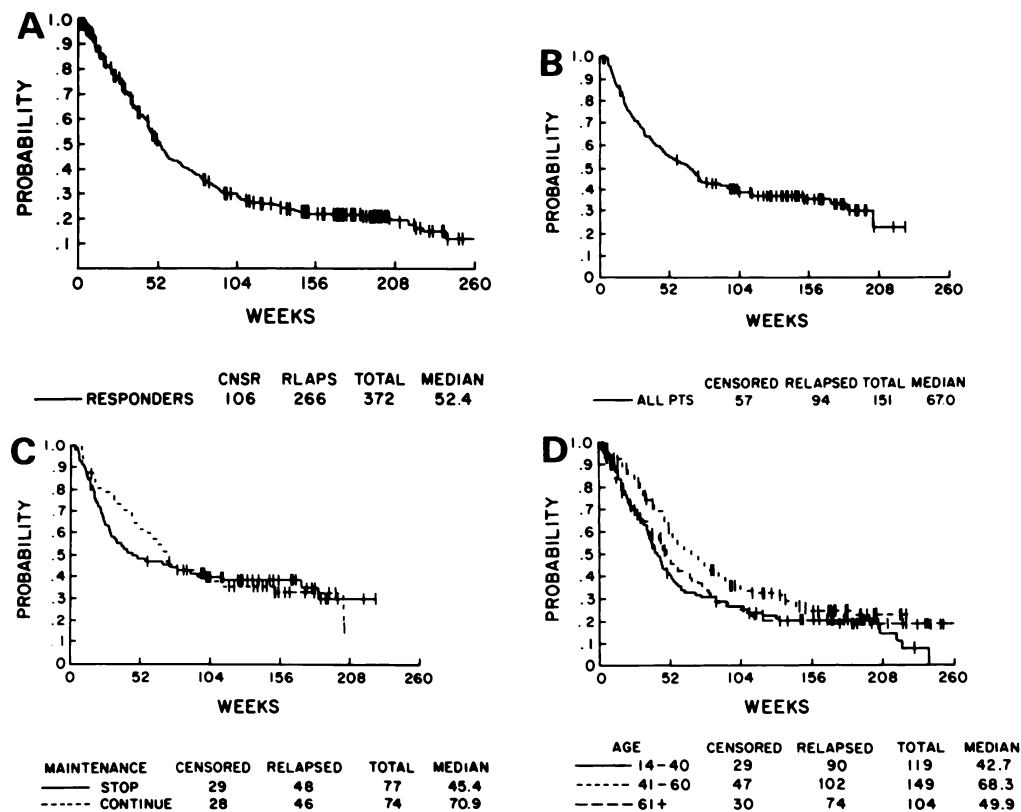 A
PROBABILITY
1.0
.9
.8
.7
.6
.5
.4
.3
.2
.1
0 52 104 156 208 260
WEEKS
CNSR RLAPS TOTAL MEDIAN
RESPONDERS 106 266 372 52.4
B
PROBABILITY
1.0
.9
.8
.7
.6
.5
.4
.3
.2
.1
0
0 52 104 156 208 260
WEEKS
CENSORED RELAPSED TOTAL MEDIAN
ALL PTS 57 94 151 67.0
C
PROBABILITY
1.0
.9
.8
.7
.6
.5
.4
.3
.2
.1
0
0 52 104 156 208 260
WEEKS
MAINTENANCE CENSORED RELAPSED TOTAL MEDIAN
STOP 29 48 77 45.4
CONTINUE 28 46 74 70.9
D
PROBABILITY
1.0
.9
.8
.7
.6
.5
.4
.3
.2
.1
0
0 52 104 156 208 260
WEEKS
AGE CENSORED RELAPSED TOTAL MEDIAN
14-40 29 90 119 42.7
41-60 47 102 149 68.3
61+ 30 74 104 49.9